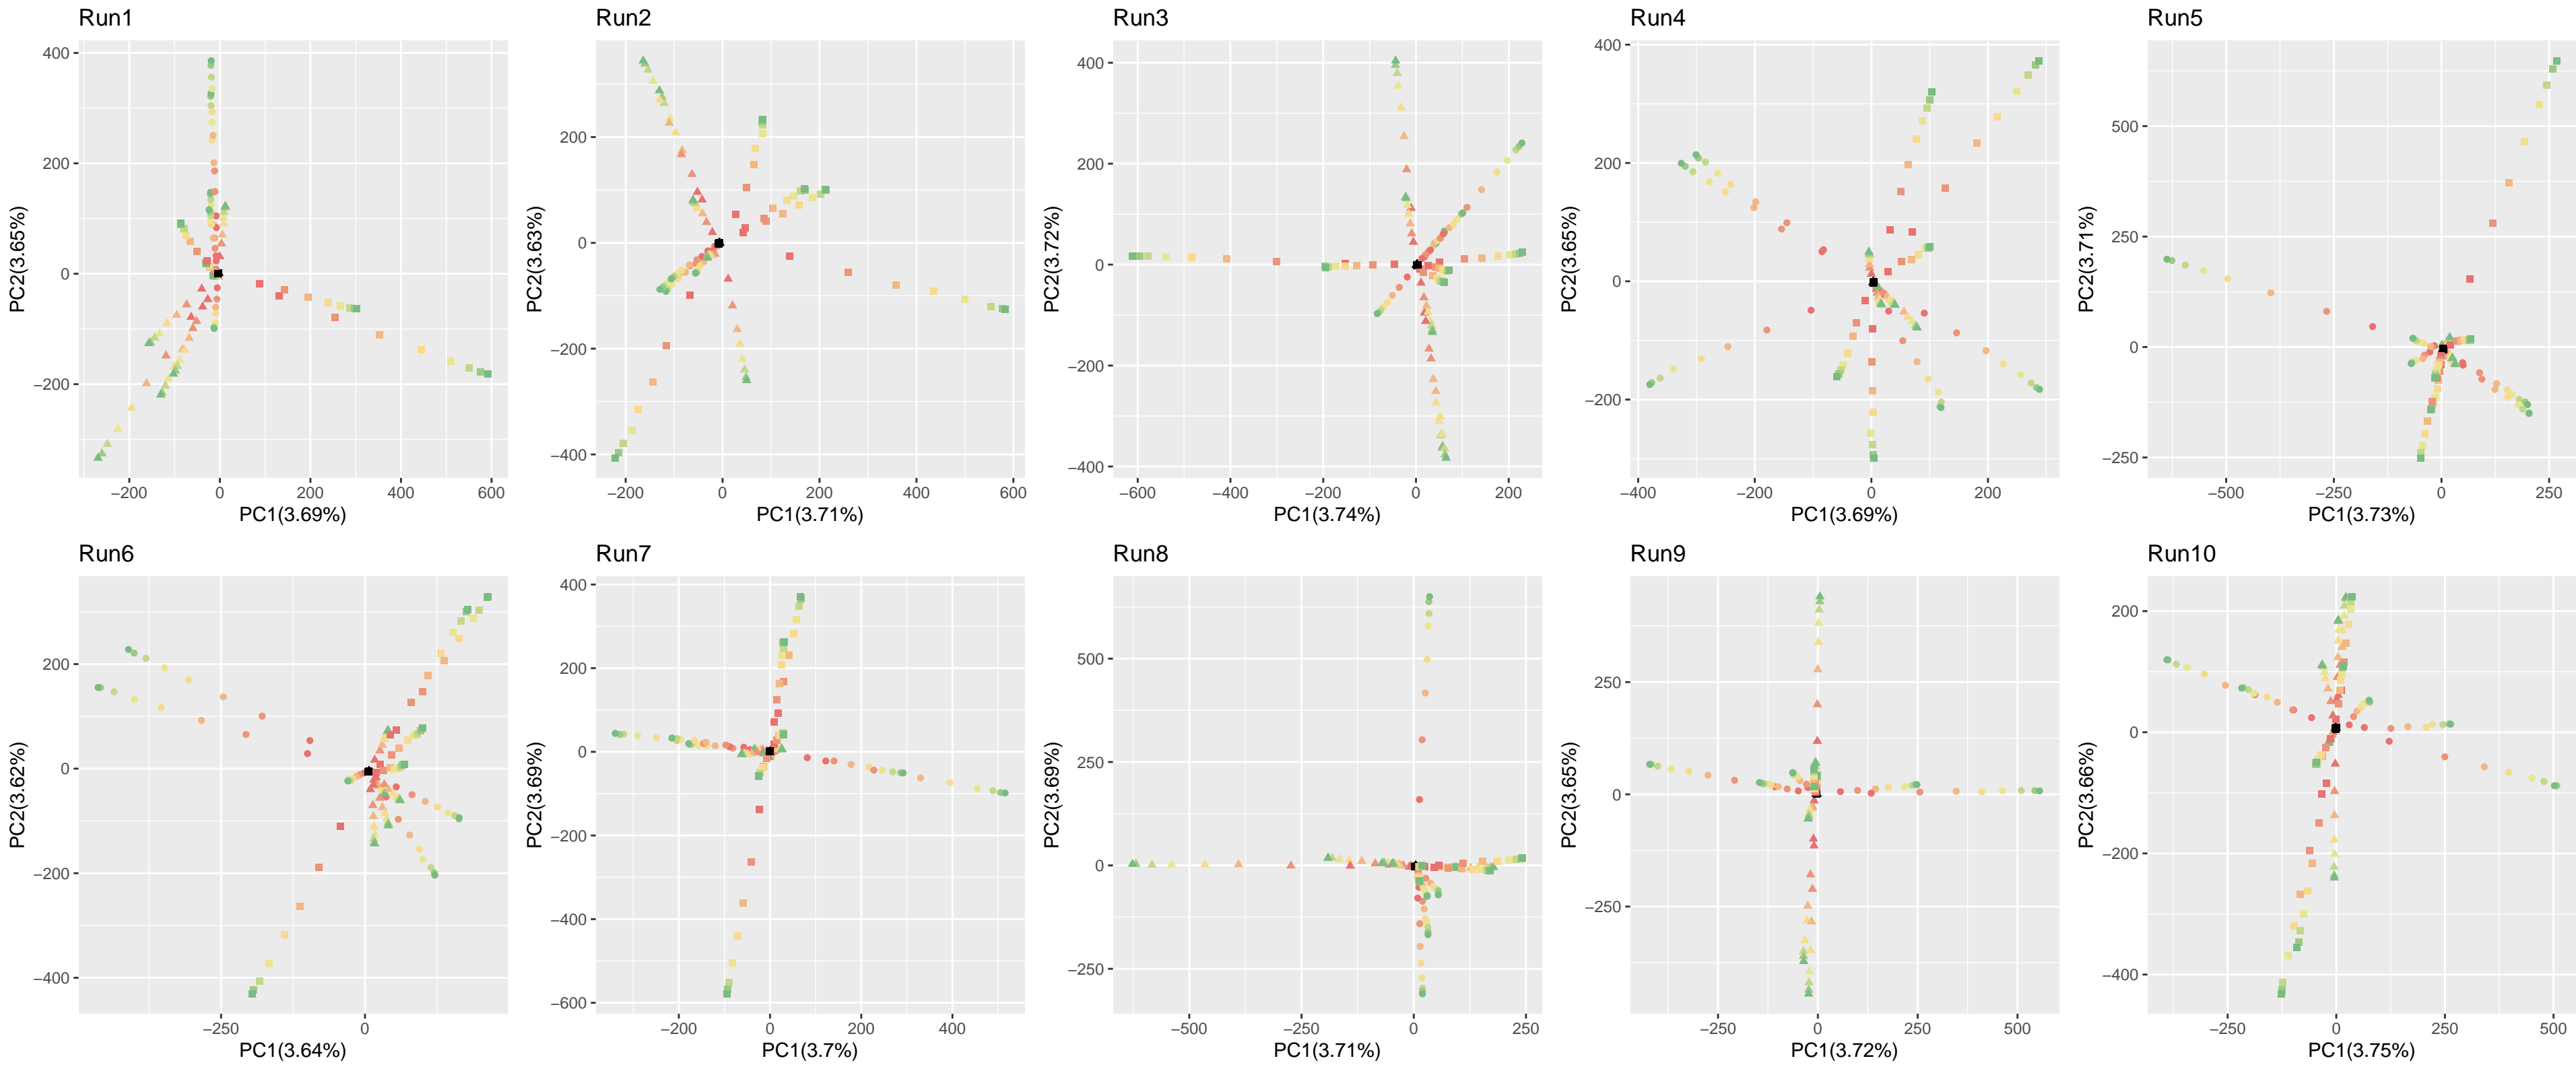 Run1
400
200
0
−200
−200
0
200
400
600
PC2(3.65%)
PC1(3.69%)
Run2
200
0
−200
−400
−200
0
200
400
600
PC2(3.63%)
PC1(3.71%)
Run3
400
200
0
−200
−400
−600
−400
−200
0
200
PC2(3.72%)
PC1(3.74%)
Run4
400
200
0
−200
−400
−200
0
200
PC2(3.65%)
PC1(3.69%)
Run5
500
250
0
−250
−500
−250
0
250
PC2(3.71%)
PC1(3.73%)
Run6
200
0
−200
−400
−250
0
PC2(3.62%)
PC1(3.64%)
Run7
400
200
0
−200
−400
−600
−200
0
200
400
PC2(3.69%)
PC1(3.7%)
Run8
500
250
0
−250
−500
−250
0
250
PC2(3.69%)
PC1(3.71%)
Run9
250
0
−250
−250
0
250
500
PC2(3.65%)
PC1(3.72%)
Run10
200
0
−200
−400
−250
0
250
500
PC2(3.66%)
PC1(3.75%)